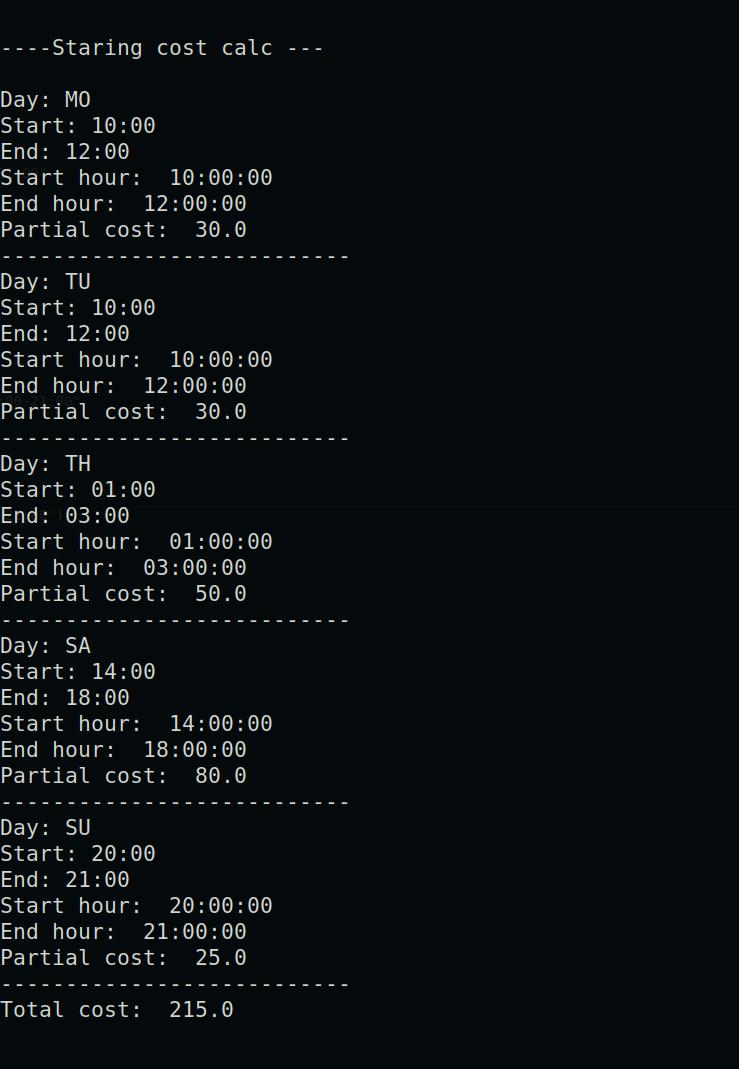 ----Staring cost calc ---
Day: MO
Start: 10:00
End: 12:00
Start hour:  10:00:00
End hour:  12:00:00
Partial cost:  30.0
---------------------------
Day: TU
Start: 10:00
End: 12:00
Start hour:  10:00:00
End hour:  12:00:00
Partial cost:  30.0
---------------------------
Day: TH
Start: 01:00
End: 03:00
Start hour:  01:00:00
End hour:  03:00:00
Partial cost:  50.0
---------------------------
Day: SA
Start: 14:00
End: 18:00
Start hour:  14:00:00
End hour:  18:00:00
Partial cost:  80.0
---------------------------
Day: SU
Start: 20:00
End: 21:00
Start hour:  20:00:00
End hour:  21:00:00
Partial cost:  25.0
---------------------------
Total cost:  215.0